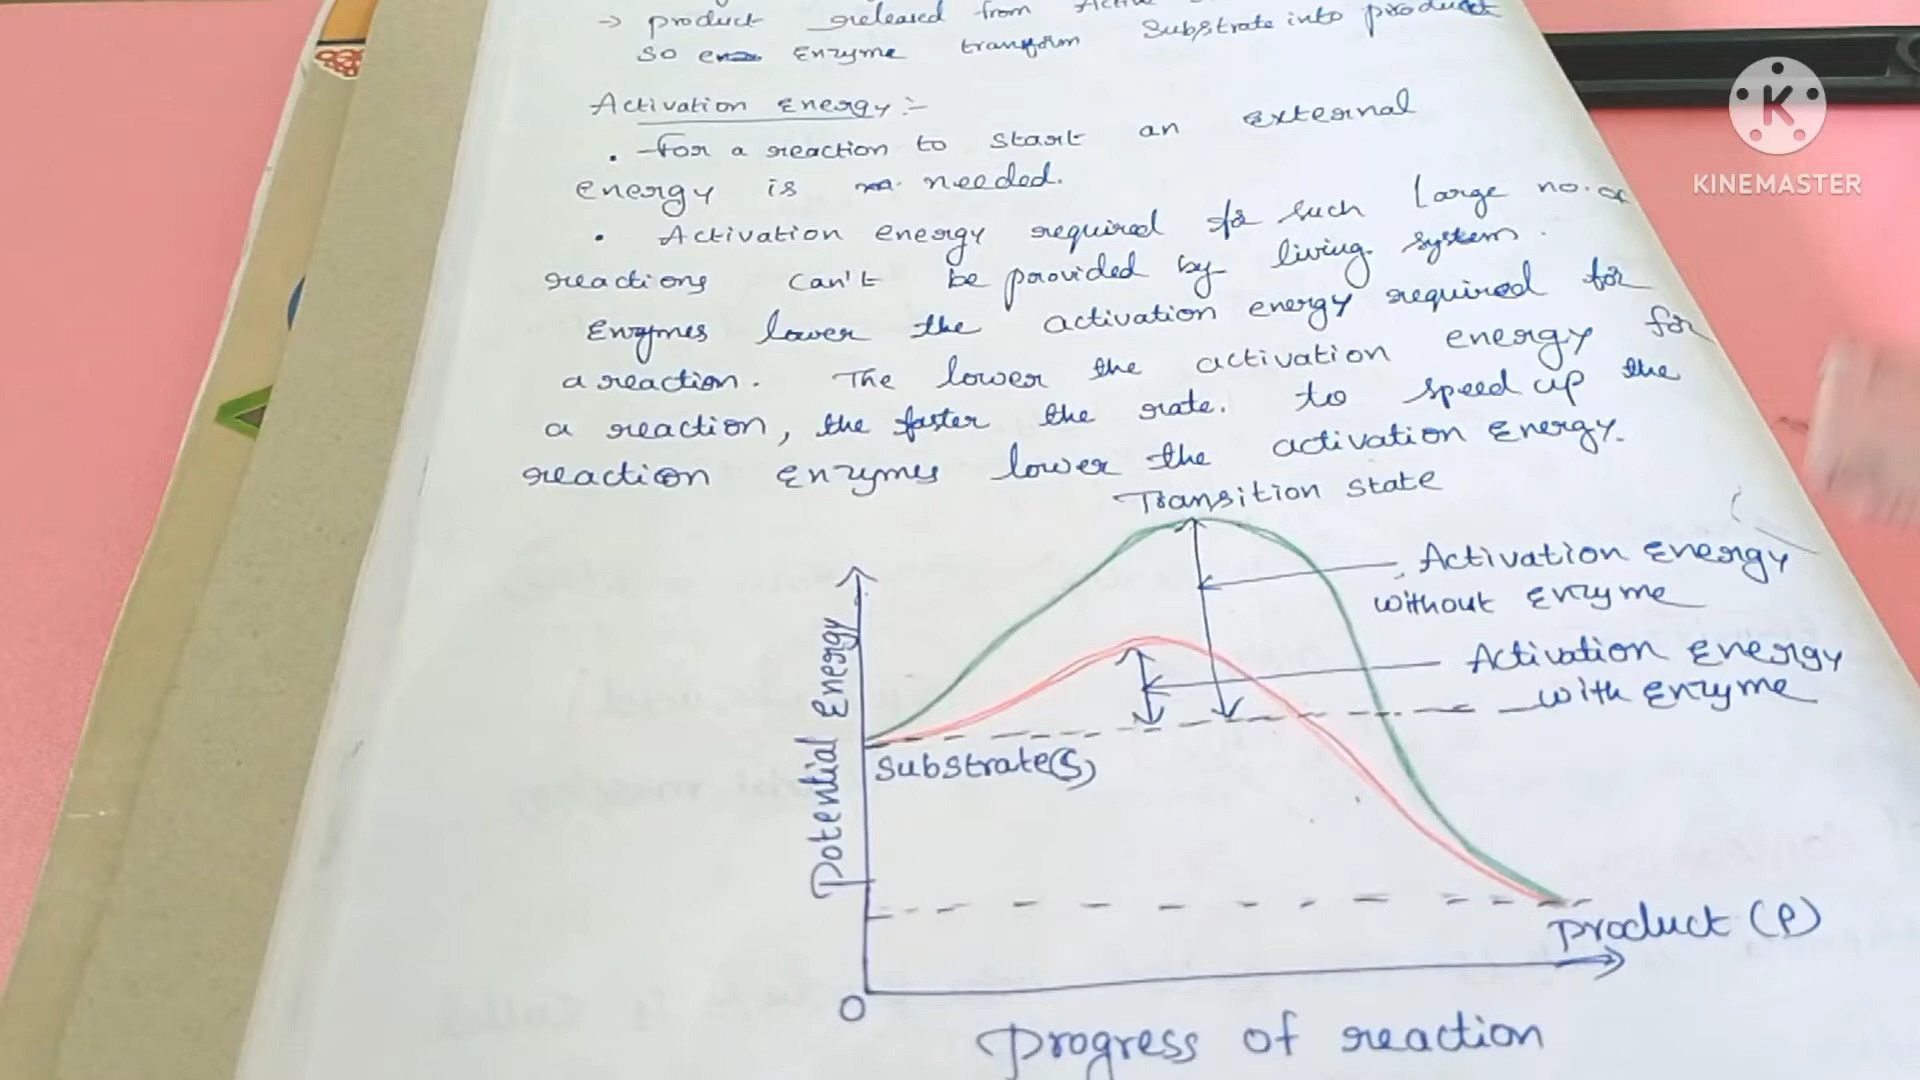 → product released from Active
so enzyme transform substrate into product
Activation energy :-
. For a reaction to start an external
energy is needed.
• Activation energy required for such large no. of
reactions can't be provided by living system.
Enzymes lower the activation energy required for
a reaction. The lower the activation energy for
a reaction, the faster the rate. to speed up the
reaction enzymes lower the activation energy.
Transition state
Activation energy
without enzyme
Activation energy
with enzyme
Substrate(S)
Potential Energy
Product (P)
O
Progress of reaction
K
KINEMASTER